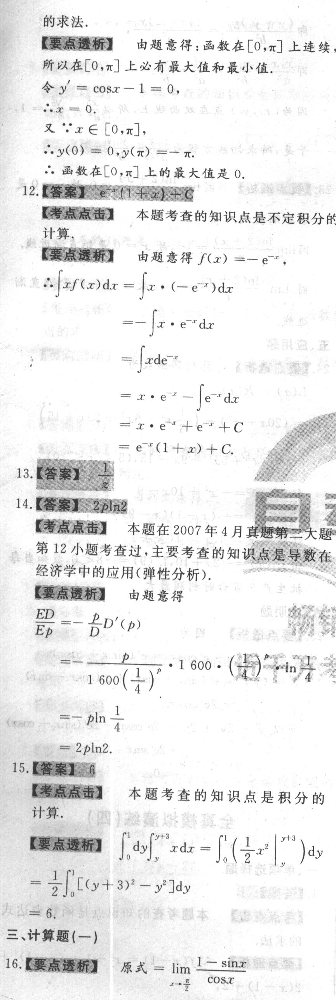 的求法.
【要点透析】 由题意得:函数在[0,π]上连续,
所以在[0,π]上必有最大值和最小值.
令 y′ = cosx − 1 = 0,
∴x = 0.
又 ∵x ∈ [0,π],
∴y(0) = 0,y(π) =− π.
∴ 函数在[0,π]上的最大值是 0.
12.【答案】 e⁻ˣ(1+x)+C
【考点点击】 本题考查的知识点是不定积分的
计算.
【要点透析】 由题意得 f(x) =− e⁻ˣ,
∴∫xf(x)dx = ∫x•(− e⁻ˣ)dx
=−∫x•e⁻ˣdx
= ∫xde⁻ˣ
= x•e⁻ˣ − ∫e⁻ˣdx
= x•e⁻ˣ + e⁻ˣ + C
= e⁻ˣ(1+x)+C.
13.【答案】 1/z
14.【答案】 2pln2
【考点点击】 本题在2007年4月真题第二大题
第12小题考查过,主要考查的知识点是导数在
经济学中的应用(弹性分析).
【要点透析】 由题意得
ED/Ep =− p/D D′(p)
=− p/(1 600(1/4)ᵖ) • 1 600 • (1/4)ᵖ • ln 1/4
=− pln 1/4
= 2pln2.
15.【答案】 6
【考点点击】 本题考查的知识点是积分的
计算.
【要点透析】 ∫₀¹dy∫_y^{y+3} xdx = ∫₀¹(1/2 x² |_y^{y+3})dy
= 1/2 ∫₀¹[(y+3)² − y²]dy
= 6.
三、计算题(一)
16.【要点透析】 原式 = lim_{x→π/2} (1−sinx)/cosx